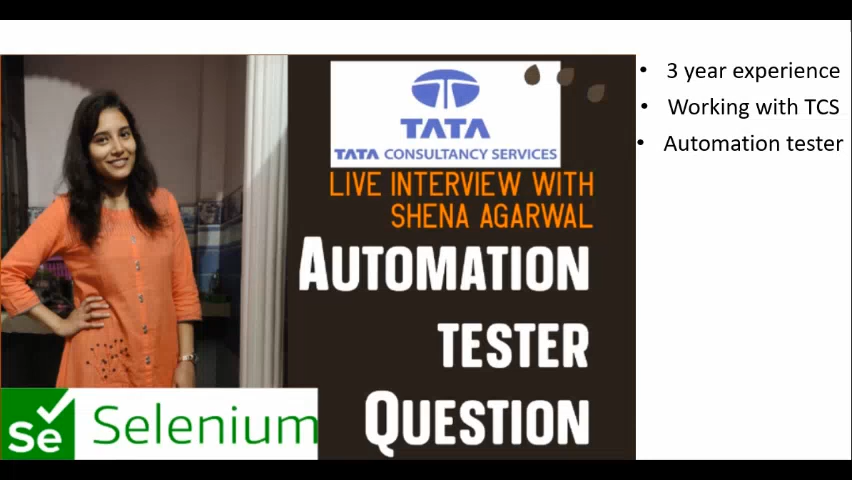 TATA
TATA CONSULTANCY SERVICES
LIVE INTERVIEW WITH
SHENA AGARWAL
AUTOMATION
TESTER
QUESTION
Se Selenium
• 3 year experience
• Working with TCS
• Automation tester